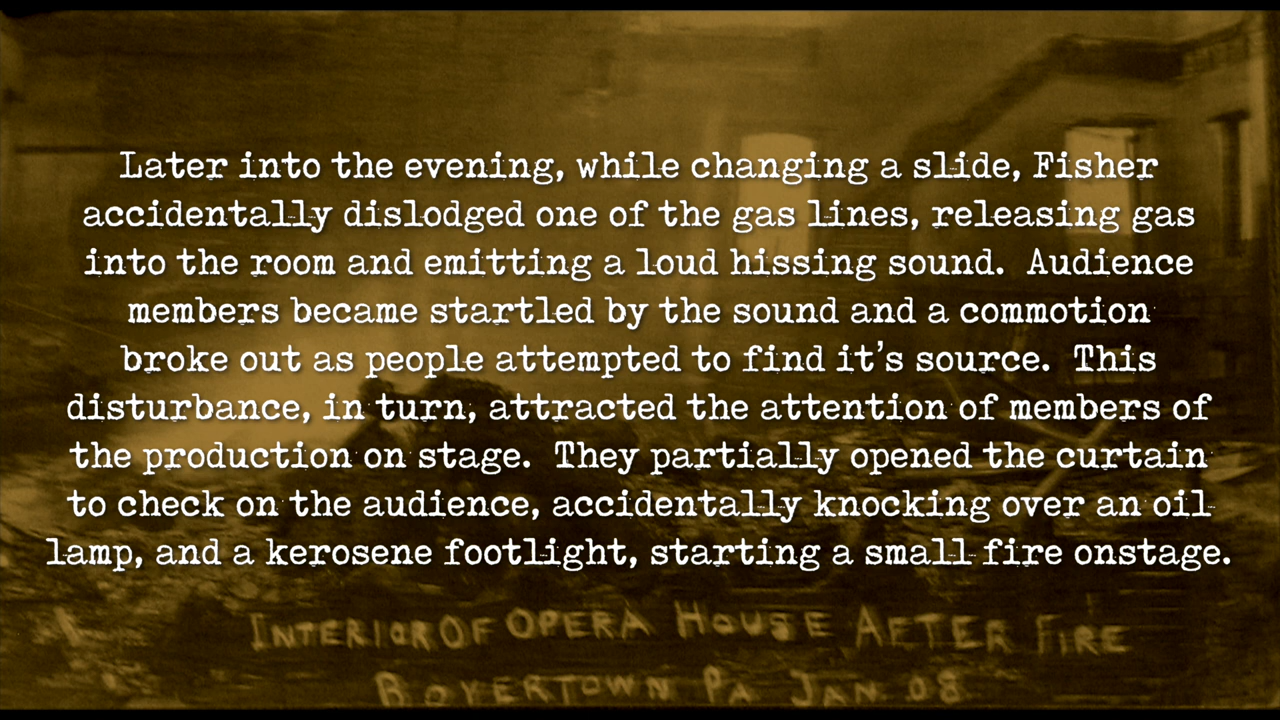 Later into the evening, while changing a slide, Fisher
accidentally dislodged one of the gas lines, releasing gas
into the room and emitting a loud hissing sound.  Audience
members became startled by the sound and a commotion
broke out as people attempted to find it's source.  This
disturbance, in turn, attracted the attention of members of
the production on stage.  They partially opened the curtain
to check on the audience, accidentally knocking over an oil
lamp, and a kerosene footlight, starting a small fire onstage.
INTERIOR OF OPERA HOUSE AFTER FIRE
BOYERTOWN PA JAN. 08